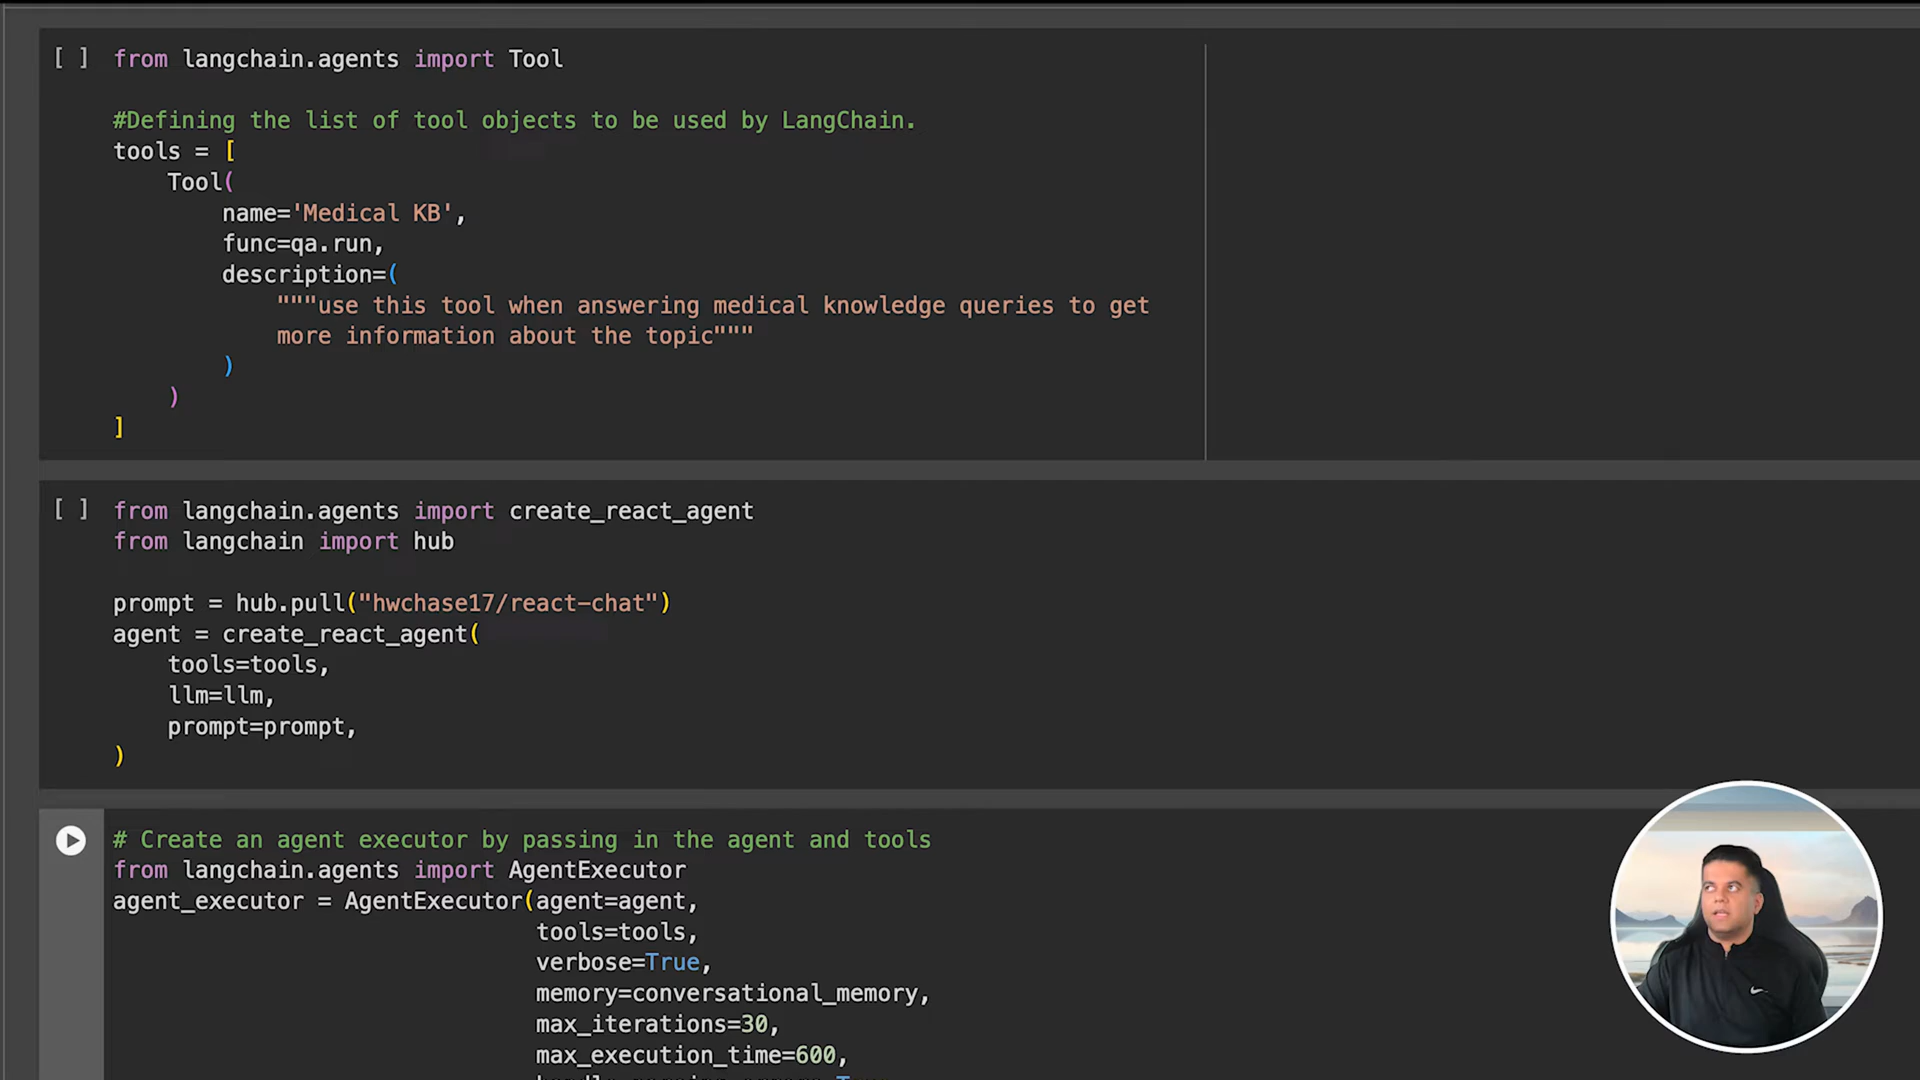 [ ] from langchain.agents import Tool
#Defining the list of tool objects to be used by LangChain.
tools = [
Tool(
name='Medical KB',
func=qa.run,
description=(
"""use this tool when answering medical knowledge queries to get
more information about the topic"""
)
)
]
[ ] from langchain.agents import create_react_agent
from langchain import hub
prompt = hub.pull("hwchase17/react-chat")
agent = create_react_agent(
tools=tools,
llm=llm,
prompt=prompt,
)
# Create an agent executor by passing in the agent and tools
from langchain.agents import AgentExecutor
agent_executor = AgentExecutor(agent=agent,
tools=tools,
verbose=True,
memory=conversational_memory,
max_iterations=30,
max_execution_time=600,